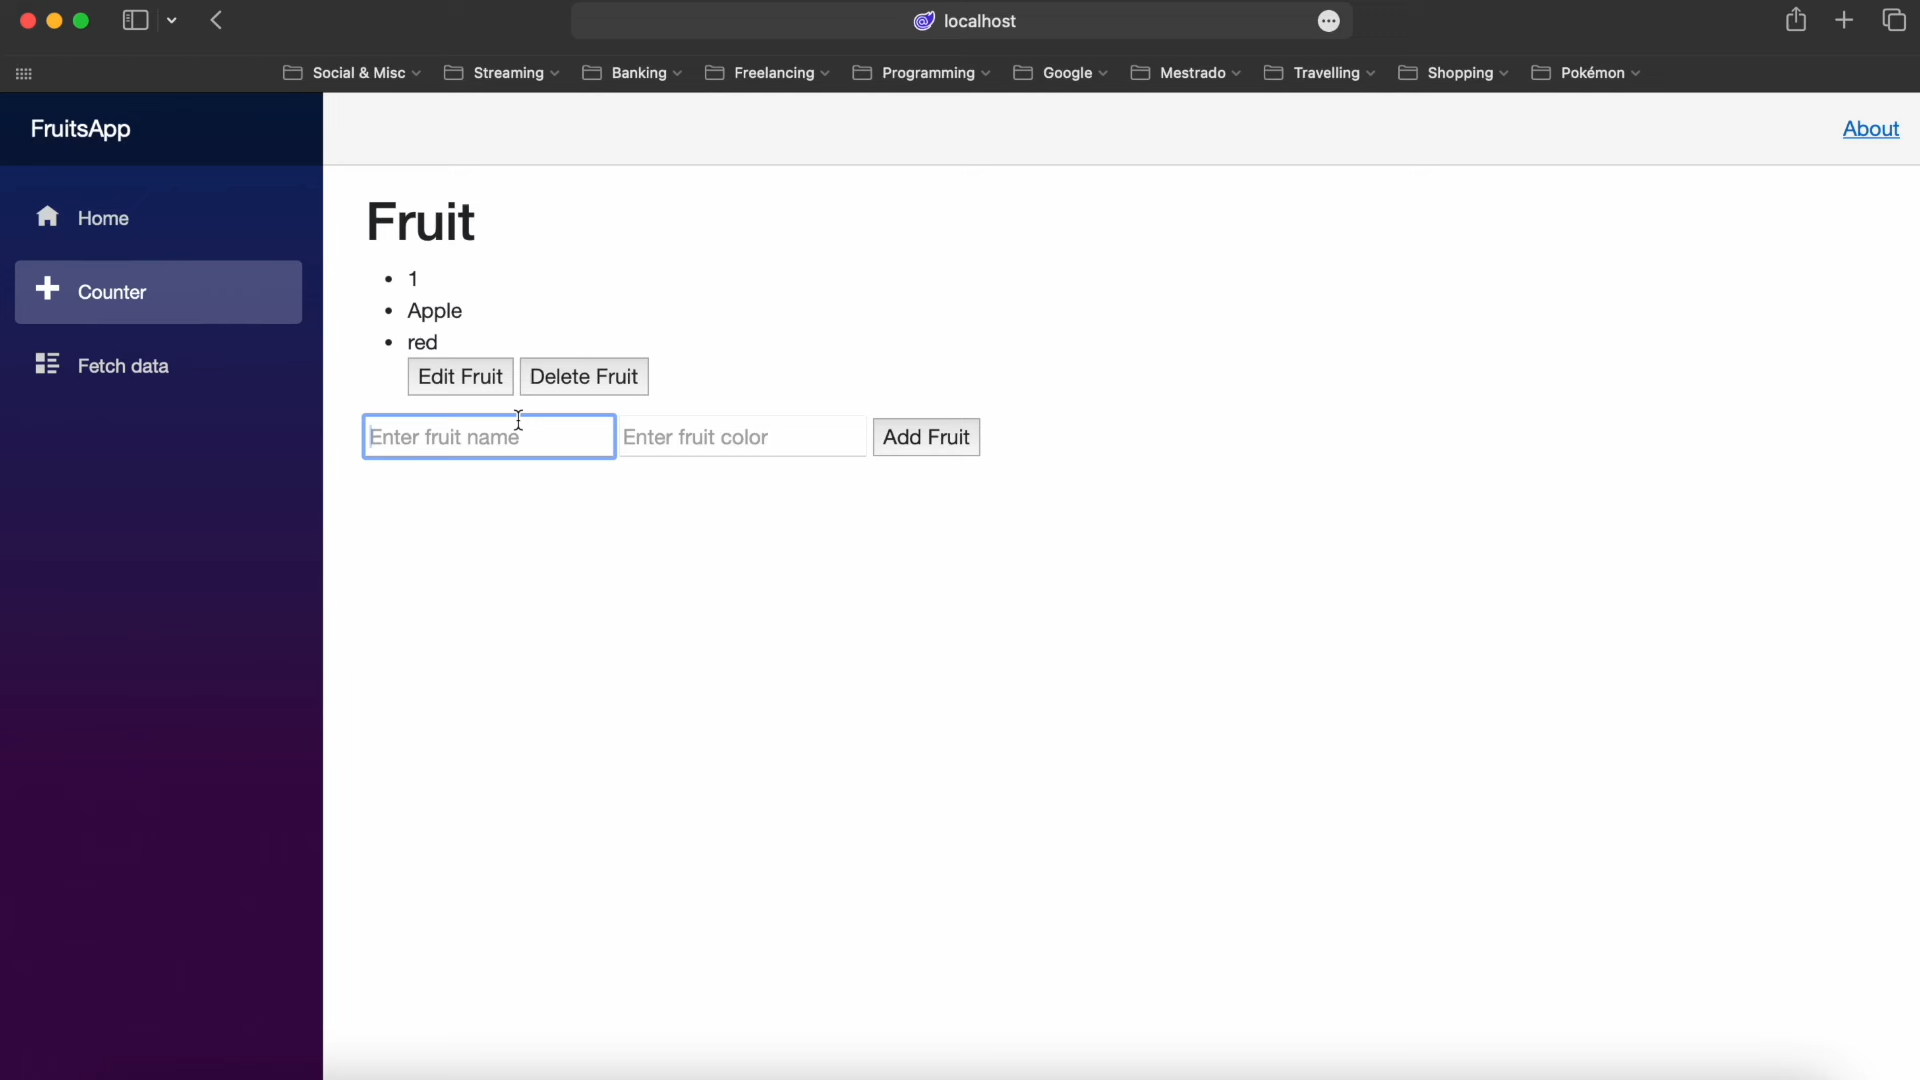 localhost
Social & Misc
Streaming
Banking
Freelancing
Programming
Google
Mestrado
Travelling
Shopping
Pokémon
FruitsApp
About
Home
Counter
Fetch data
Fruit
1
Apple
red
Edit Fruit
Delete Fruit
Enter fruit name
Enter fruit color
Add Fruit